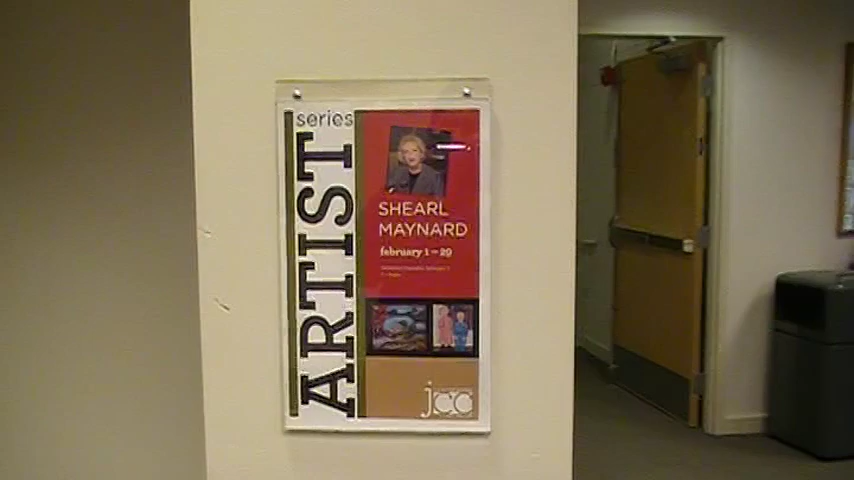 series
ARTIST
SHEARL
MAYNARD
february 1 - 29
jcc